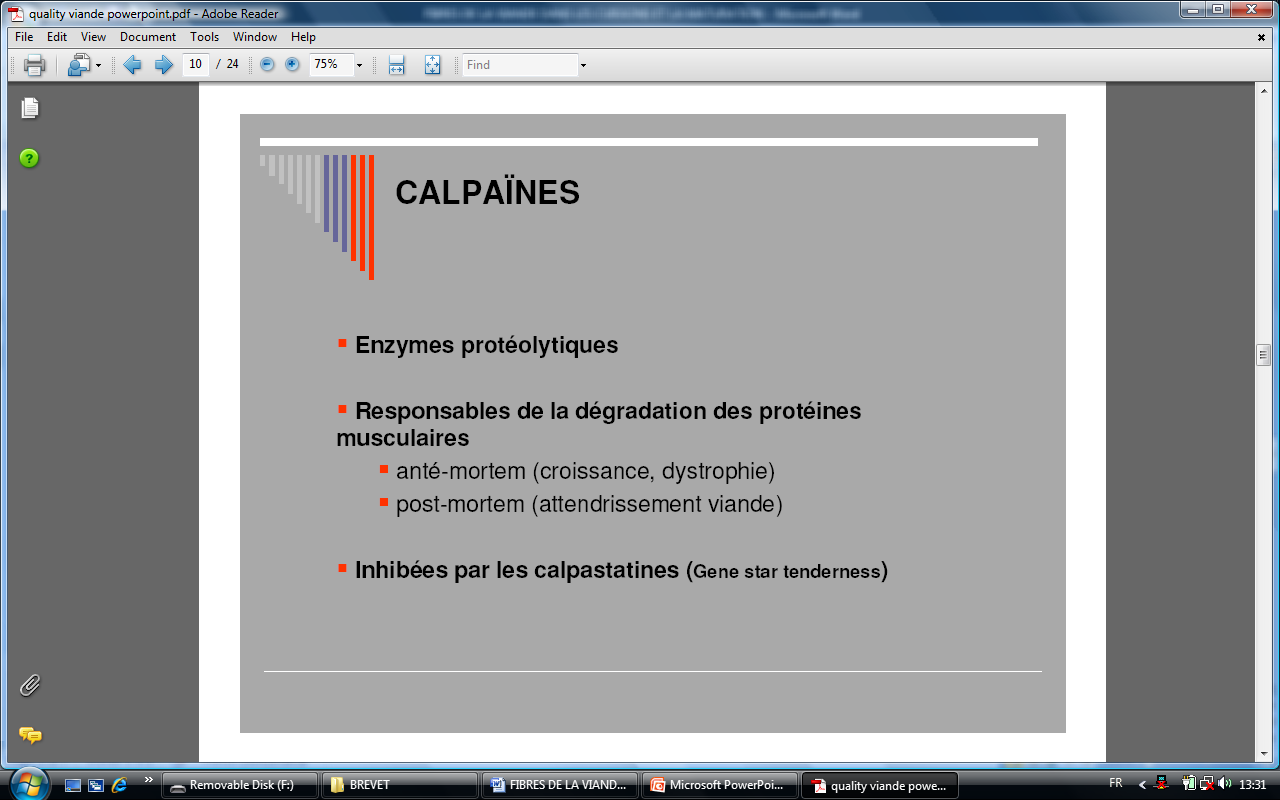 quality viande powerpoint.pdf - Adobe Reader
File Edit View Document Tools Window Help
10 / 24 75% Find
CALPAÏNES
Enzymes protéolytiques
Responsables de la dégradation des protéines
musculaires
anté-mortem (croissance, dystrophie)
post-mortem (attendrissement viande)
Inhibées par les calpastatines (Gene star tenderness)
Removable Disk (F:) BREVET FIBRES DE LA VIAND... Microsoft PowerPoi... quality viande powe... FR 13:31